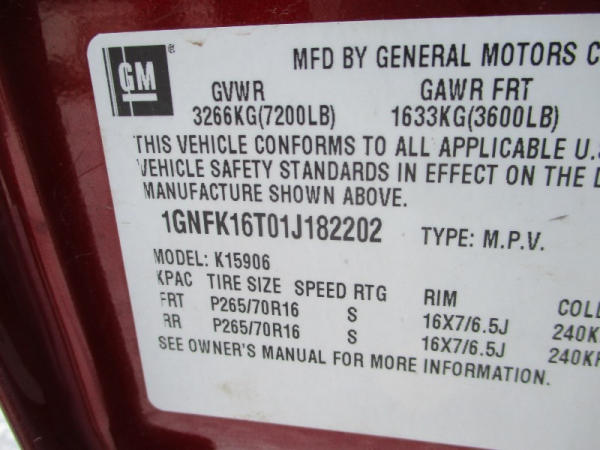 GM ®
MFD BY GENERAL MOTORS C
GVWR GAWR FRT
3266KG(7200LB) 1633KG(3600LB)
THIS VEHICLE CONFORMS TO ALL APPLICABLE U.S
VEHICLE SAFETY STANDARDS IN EFFECT ON THE D
MANUFACTURE SHOWN ABOVE.
1GNFK16T01J182202 TYPE: M.P.V.
MODEL: K15906
KPAC TIRE SIZE SPEED RTG RIM COL
FRT P265/70R16 S 16X7/6.5J 240K
RR P265/70R16 S 16X7/6.5J 240K
SEE OWNER'S MANUAL FOR MORE INFORMATION.